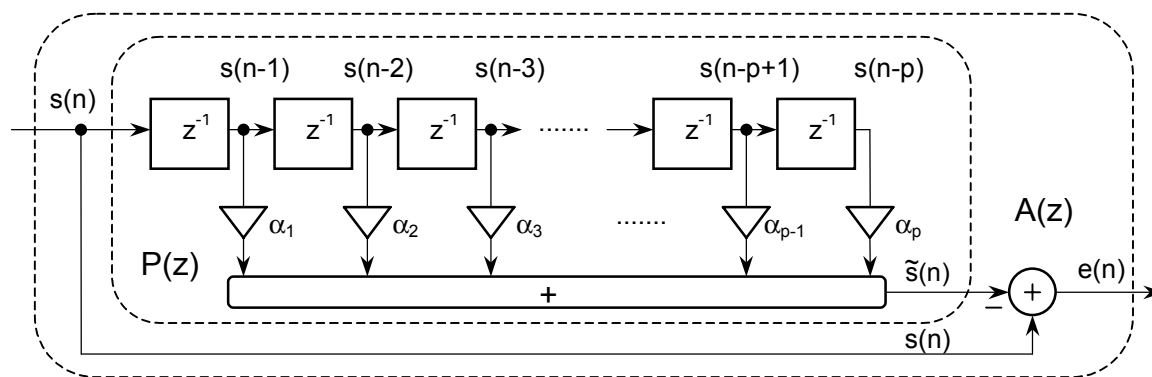 s(n-1) s(n-2) s(n-3) s(n-p+1) s(n-p)
s(n)
z⁻¹ z⁻¹ z⁻¹ ....... z⁻¹ z⁻¹
α₁ α₂ α₃ ....... αₚ₋₁ αₚ
A(z)
P(z)
+ s̃(n) − + e(n)
s(n)